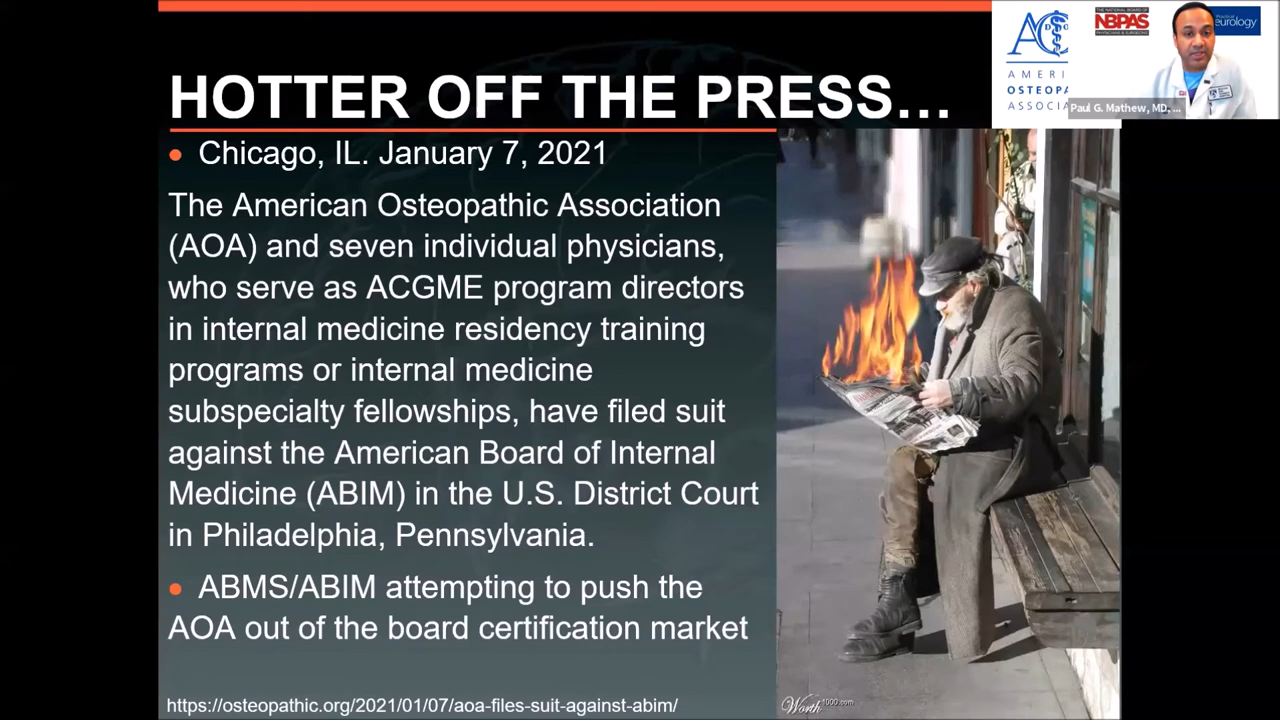 HOTTER OFF THE PRESS…
• Chicago, IL. January 7, 2021
The American Osteopathic Association
(AOA) and seven individual physicians,
who serve as ACGME program directors
in internal medicine residency training
programs or internal medicine
subspecialty fellowships, have filed suit
against the American Board of Internal
Medicine (ABIM) in the U.S. District Court
in Philadelphia, Pennsylvania.
• ABMS/ABIM attempting to push the
AOA out of the board certification market
https://osteopathic.org/2021/01/07/aoa-files-suit-against-abim/
Worth1000.com
AMERI
OSTEOPA
ASSOCIA
NBPAS
eurology
Paul G. Mathew, MD, ...